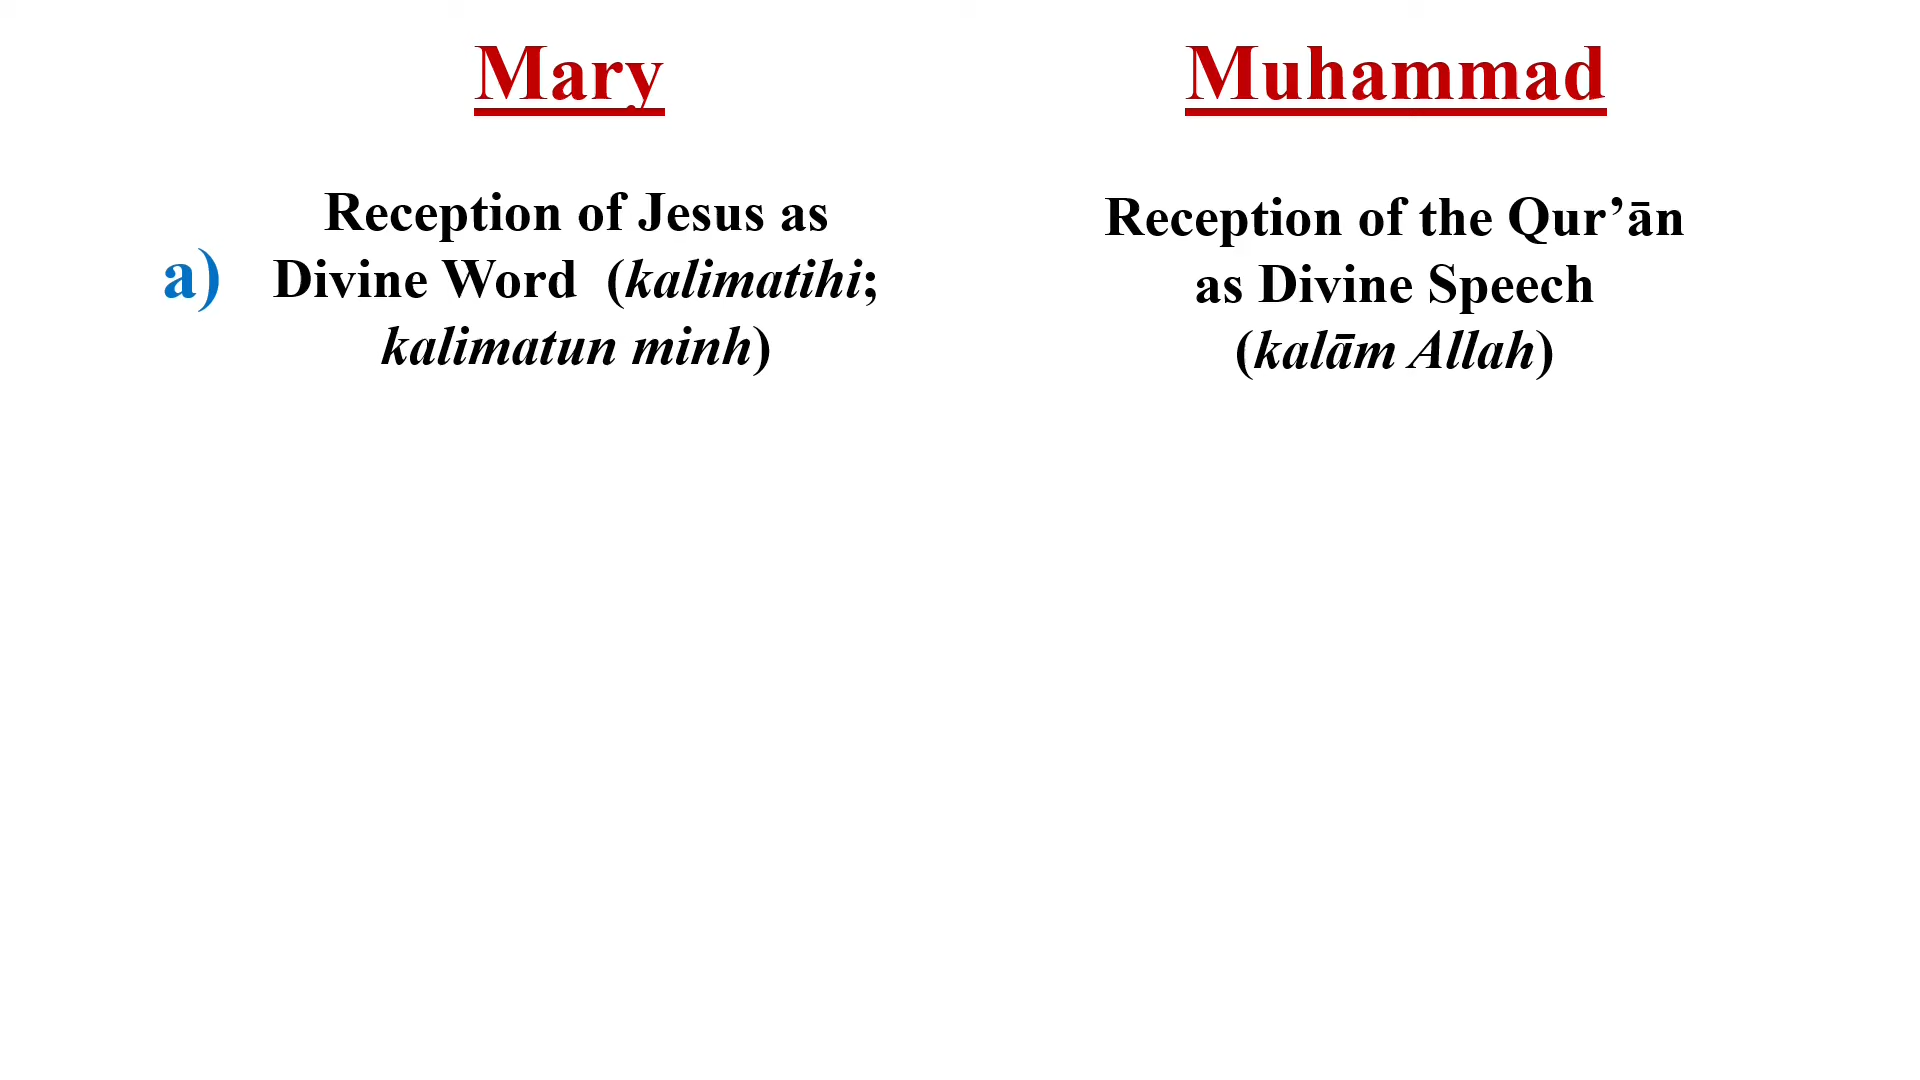 Mary
Muhammad
a)
Reception of Jesus as
Divine Word (kalimatihi;
kalimatun minh)
Reception of the Qur’ān
as Divine Speech
(kalām Allah)